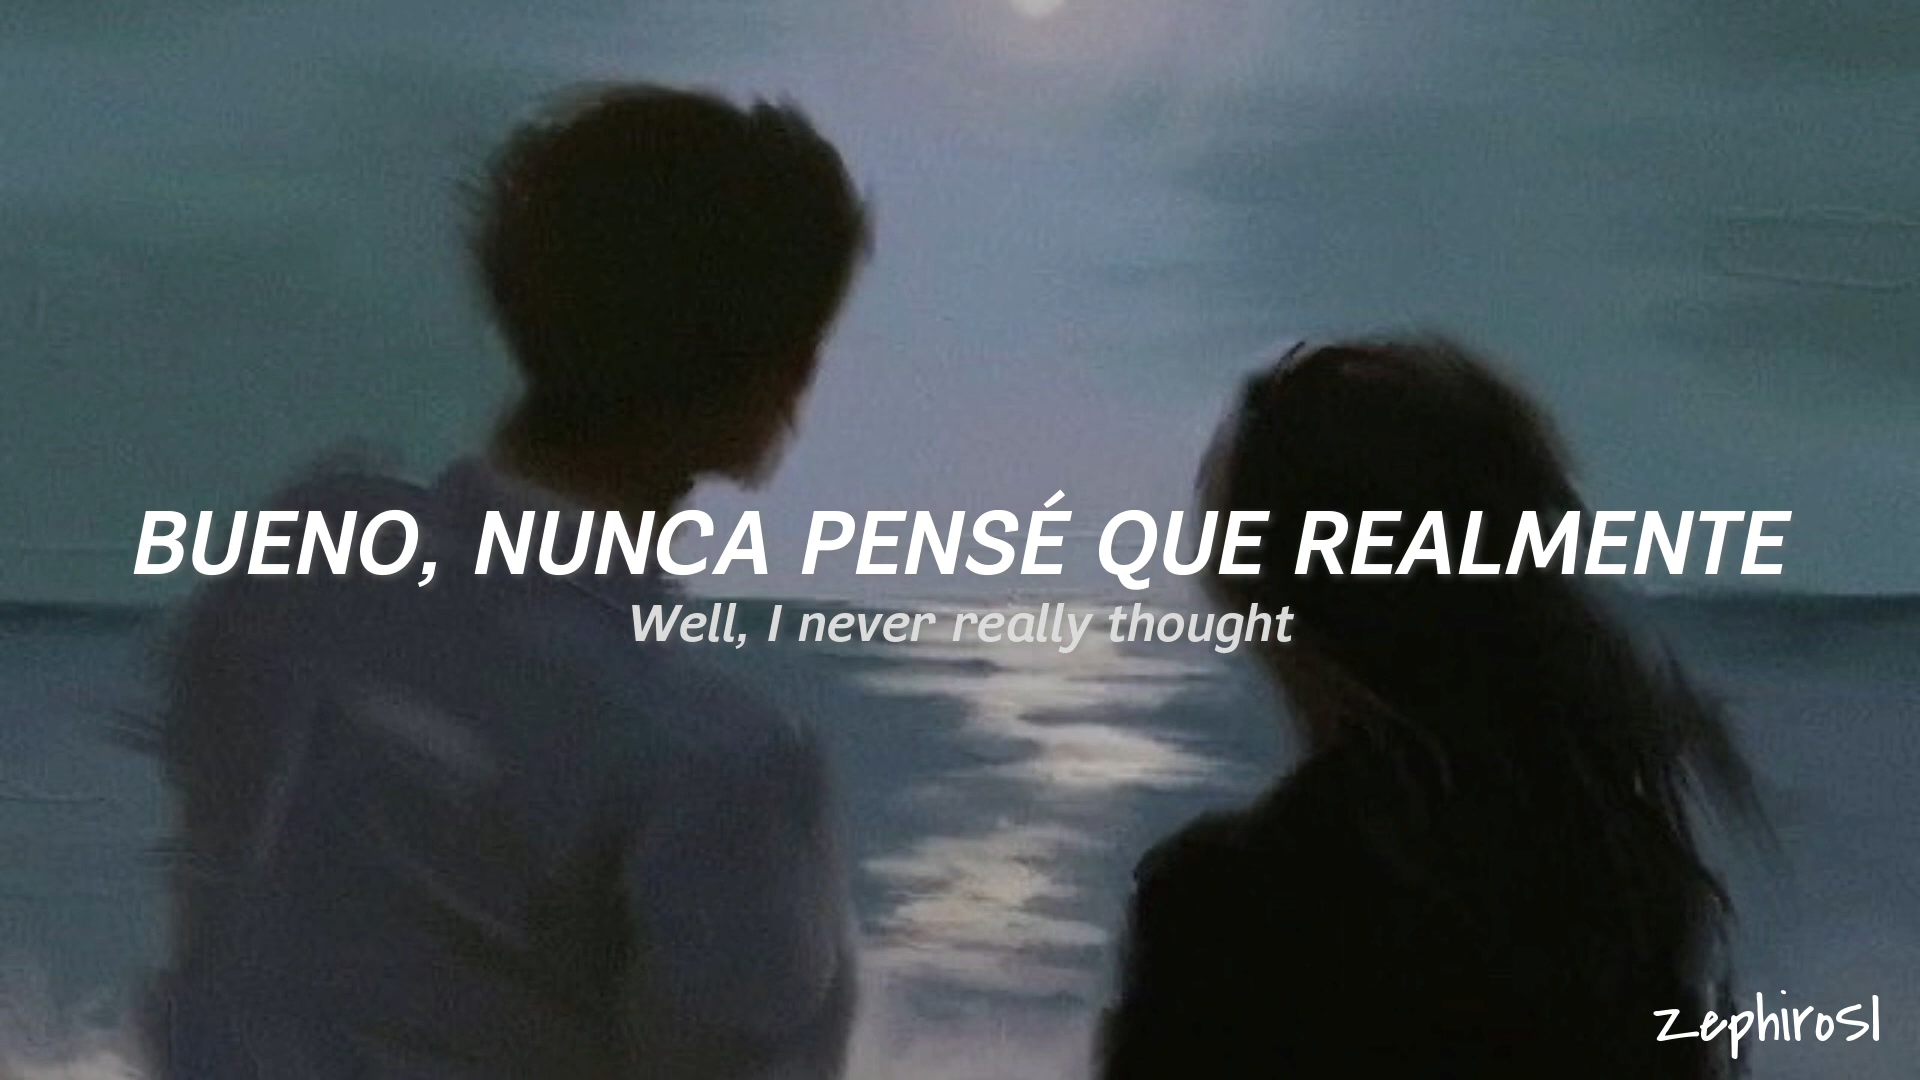 BUENO, NUNCA PENSÉ QUE REALMENTE
Well, I never really thought
zephirosl